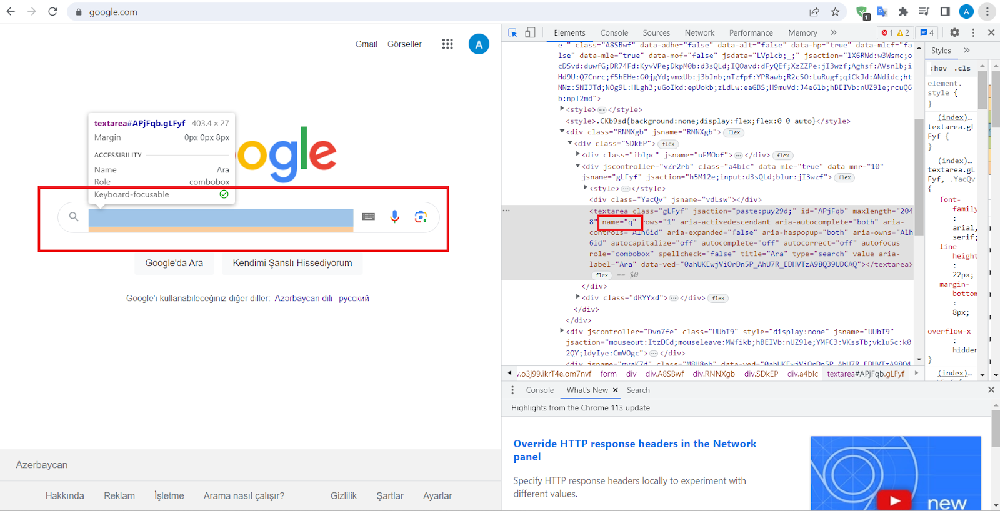 google.com
1
A
Gmail
Görseller
A
textarea#APjFqb.gLFyf 403.4 × 27
Margin 0px 0px 8px
ACCESSIBILITY
Name Ara
Role combobox
Keyboard-focusable
ogle
Google'da Ara
Kendimi Şanslı Hissediyorum
Google'ı kullanabileceğiniz diğer diller: Azərbaycan dili русский
Azerbaycan
Hakkında Reklam İşletme Arama nasıl çalışır? Gizlilik Şartlar Ayarlar
Elements Console Sources Network Performance Memory » 1 2 4
e " class="A8SBwf" data-adhe="false" data-alt="false" data-hp="true" data-mlcf="fa
lse" data-mle="true" data-mof="false" jsdata="LVplcb;_;" jsaction="lX6RWd:w3Wsmc;o
cDSvd:duwfG;DR74Fd:KyvVPe;DkpM0b:d3sQLd;IQOavd:dFyQEf;XzZZPe:jI3wzf;Aghsf:AVsnlb;i
Hd9U:Q7Cnrc;f5hEHe:G0jgYd;vmxUb:j3bJnb;nTzfpf:YPRawb;R2c5O:LuRugf;qiCkJd:ANdidc;ht
NNz:SNIJTd;NOg9L:HLgh3;uGoIkd:epUokb;zLdLw:eaGBS;H9muVd:J4e6lb;hBEIVb:nUZ9le;rcuQ6
b:npT2md">
<style>…</style>
<style>.CKb9sd{background:none;display:flex;flex:0 0 auto}</style>
<div class="RNNXgb" jsname="RNNXgb"> flex
<div class="SDkEP"> flex
<div class="iblpc" jsname="uFMOof">…</div> flex
<div jscontroller="vZr2rb" class="a4bIc" data-mle="true" data-mnr="10"
jsname="gLFyf" jsaction="h5M12e;input:d3sQLd;blur:jI3wzf"> flex
<style>…</style>
<div class="YacQv" jsname="vdLsw"></div>
<textarea class="gLFyf" jsaction="paste:puy29d;" id="APjFqb" maxlength="204
8" name="q" rows="1" aria-activedescendant aria-autocomplete="both" aria-
controls="Alh6id" aria-expanded="false" aria-haspopup="both" aria-owns="Alh
6id" autocapitalize="off" autocomplete="off" autocorrect="off" autofocus
role="combobox" spellcheck="false" title="Ara" type="search" value aria-
label="Ara" data-ved="0ahUKEwjViOrDn5P_AhU7R_EDHVTzA98Q39UDCAQ"></textarea>
flex == $0
</div>
<div class="dRYYxd">…</div> flex
</div>
</div>
<div jscontroller="Dvn7fe" class="UUbT9" style="display:none" jsname="UUbT9"
jsaction="mouseout:ItzDCd;mouseleave:MWfikb;hBEIVb:nUZ9le;YMFC3:VKssTb;vklu5c:k0
2QY;ldyIye:CmVOgc">…</div>
v.o3j99.ikrT4e.om7nvf form div div.A8SBwf div.RNNXgb div.SDkEP div.a4bIc textarea#APjFqb.gLFyf
Styles »
:hov .cls
element.
style {
}
(index)…
textarea.gL
Fyf {
}
(index)…
textarea.gL
Fyf, .YacQv
{
font-
family
:
arial,
serif;
line-
height
:
22px;
margin-
bottom
:
8px;
overflow-x
:
hidden
}
(index)…
Console What's New Search
Highlights from the Chrome 113 update
Override HTTP response headers in the Network
panel
Specify HTTP response headers locally to experiment with
different values.
new